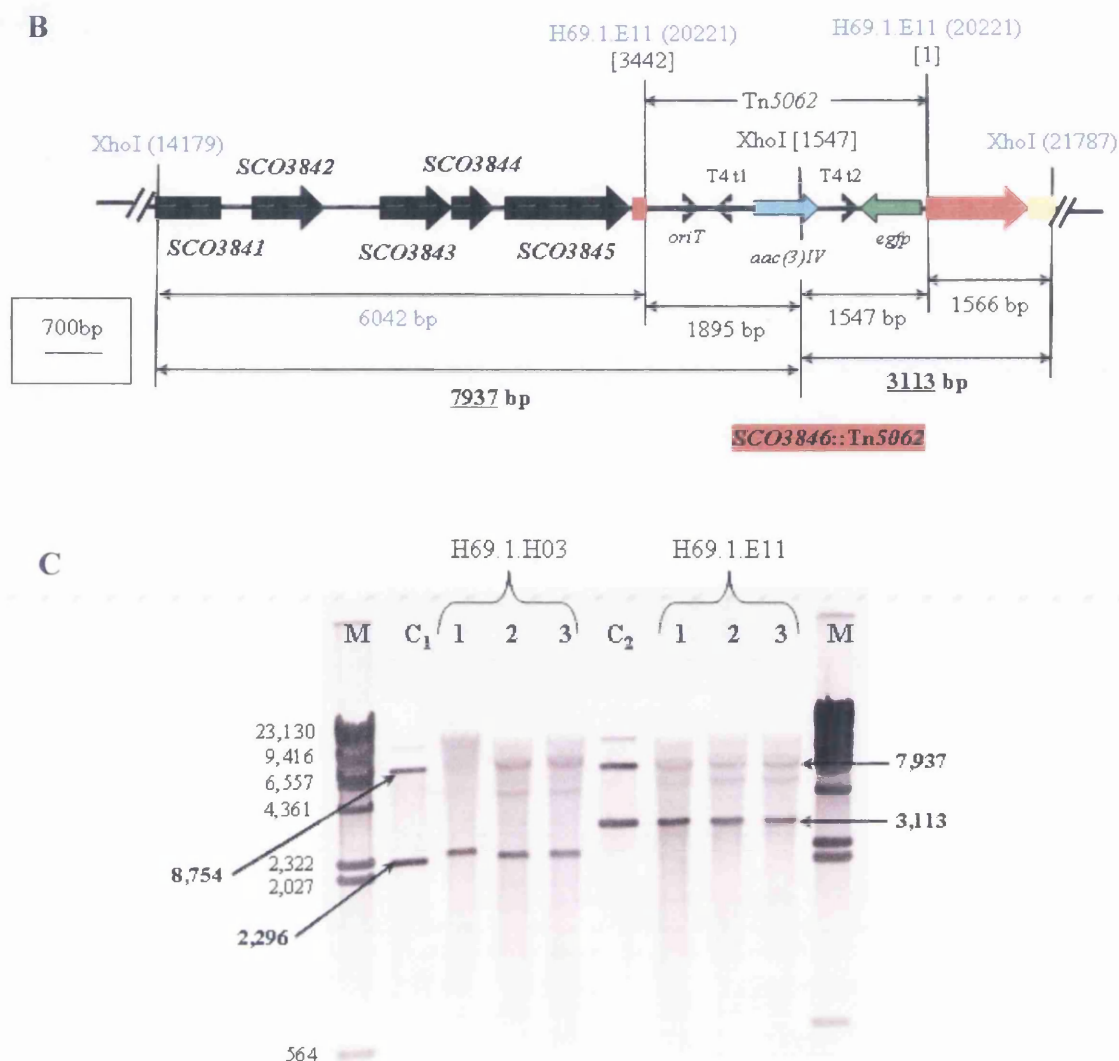 B
H69.1.E11 (20221)
[3442]
H69.1.E11 (20221)
[1]
Tn5062
XhoI (14179)
SCO3842
SCO3844
XhoI [1547]
XhoI (21787)
T4 t1
T4 t2
SCO3841
SCO3843
SCO3845
oriT
aac(3)IV
egfp
700bp
6042 bp
1895 bp
1547 bp
1566 bp
7937 bp
3113 bp
SCO3846::Tn5062
C
H69.1.H03
H69.1.E11
M C1 1 2 3 C2 1 2 3 M
23,130
9,416
6,557
4,361
2,322
2,027
564
8,754
2,296
7,937
3,113